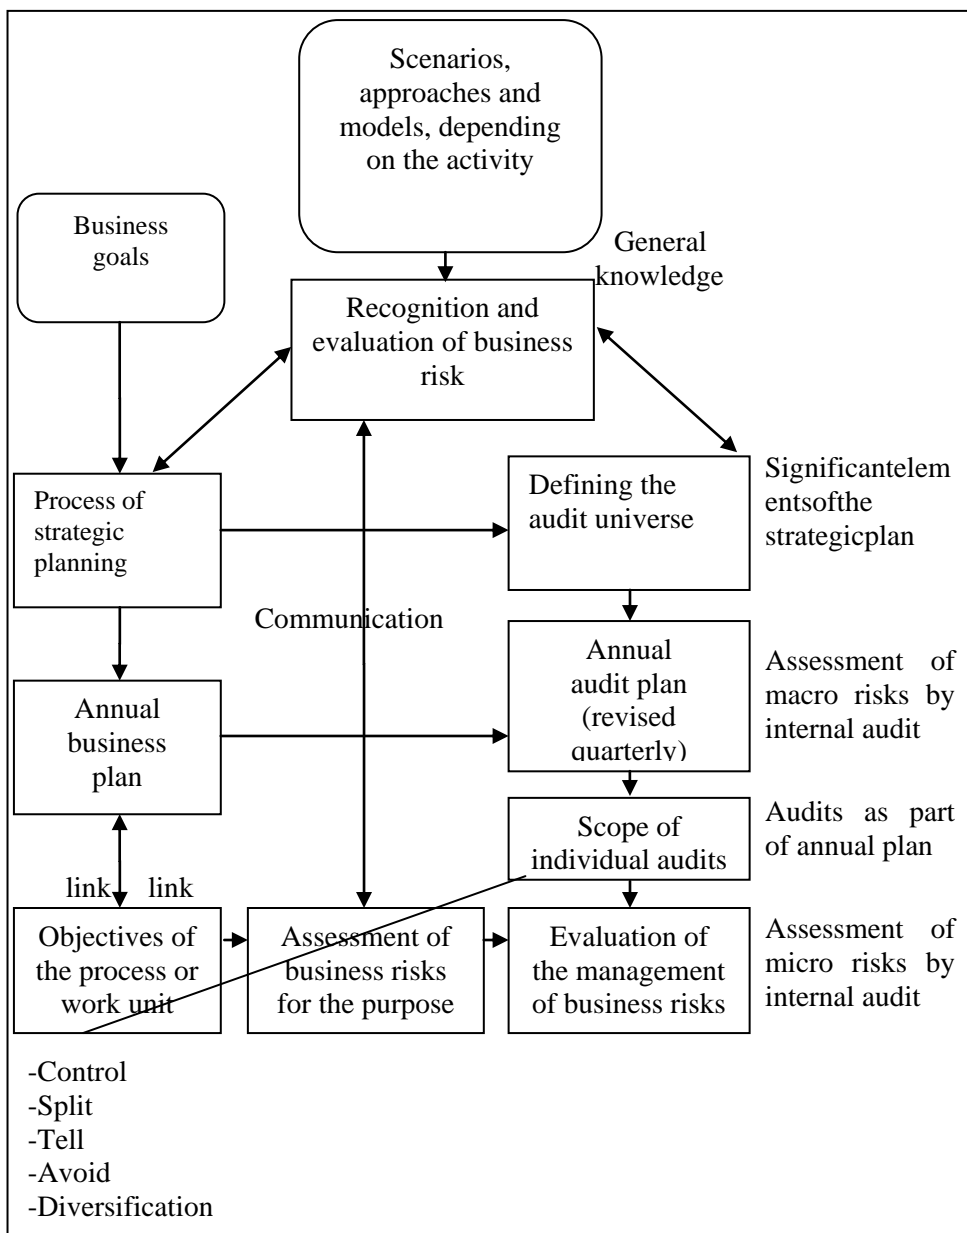 Scenarios,
approaches and
models, depending
on the activity
Business
goals
General
knowledge
Recognition and
evaluation of business
risk
Process of
strategic
planning
Defining the
audit universe
Significantelem
entsofthe
strategicplan
Communication
Annual
business
plan
Annual
audit plan
(revised
quarterly)
Assessment of
macro risks by
internal audit
Scope of
individual audits
Audits as part
of annual plan
link link
Objectives of
the process or
work unit
Assessment of
business risks
for the purpose
Evaluation of
the management
of business risks
Assessment of
micro risks by
internal audit
-Control
-Split
-Tell
-Avoid
-Diversification